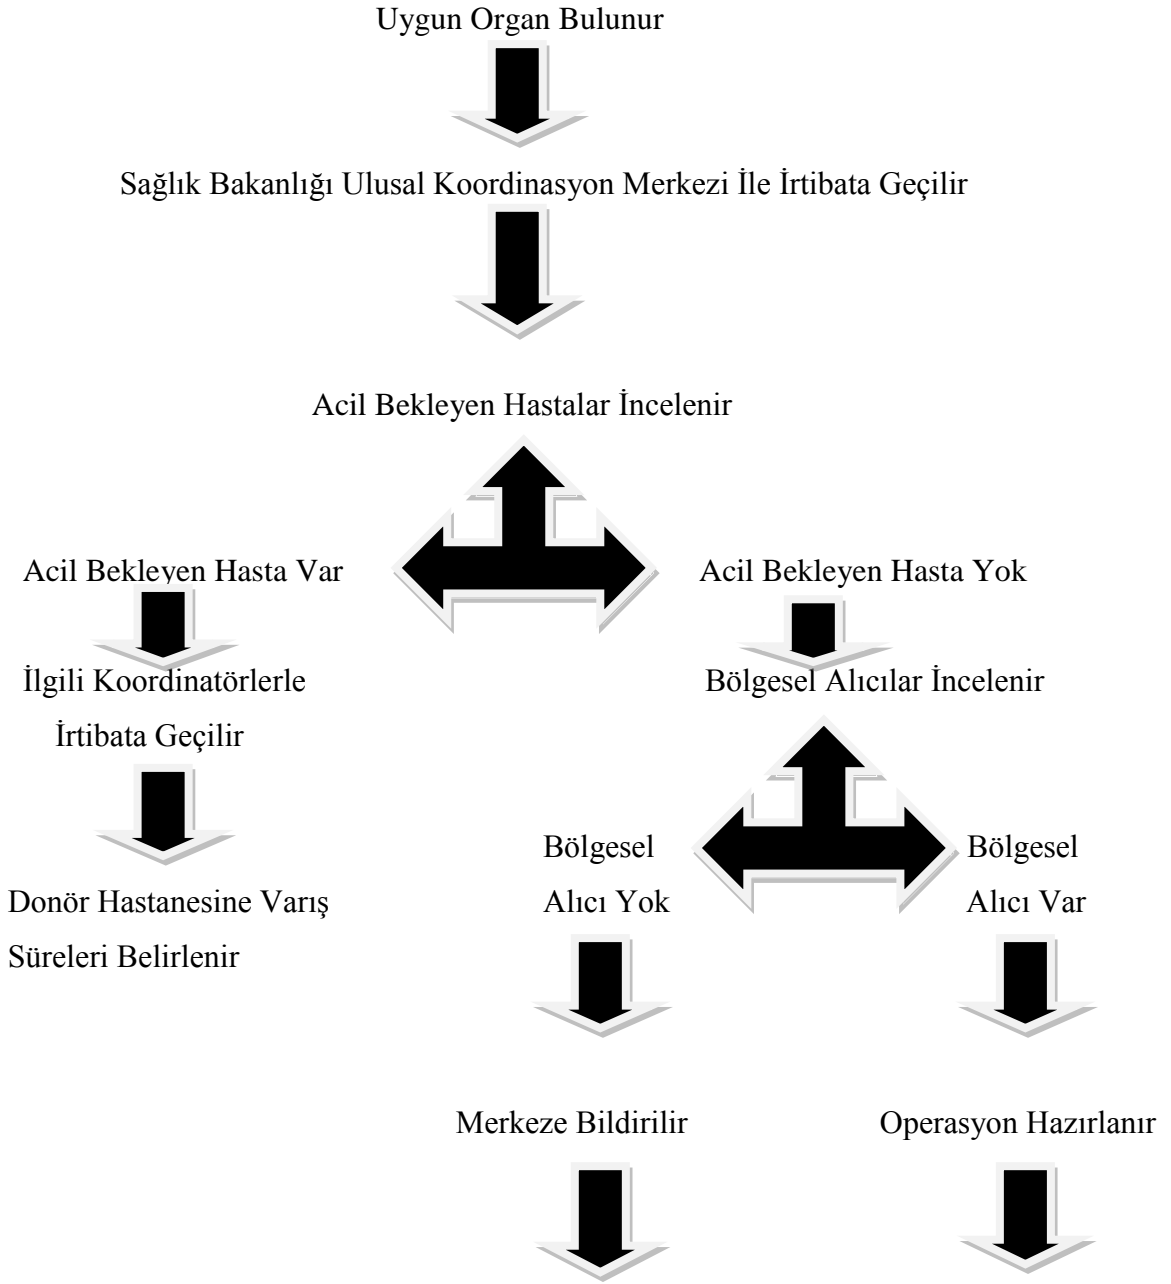 Uygun Organ Bulunur
Sağlık Bakanlığı Ulusal Koordinasyon Merkezi İle İrtibata Geçilir
Acil Bekleyen Hastalar İncelenir
Acil Bekleyen Hasta Var
Acil Bekleyen Hasta Yok
İlgili Koordinatörlerle
İrtibata Geçilir
Bölgesel Alıcılar İncelenir
Donör Hastanesine Varış
Süreleri Belirlenir
Bölgesel
Alıcı Yok
Bölgesel
Alıcı Var
Merkeze Bildirilir
Operasyon Hazırlanır